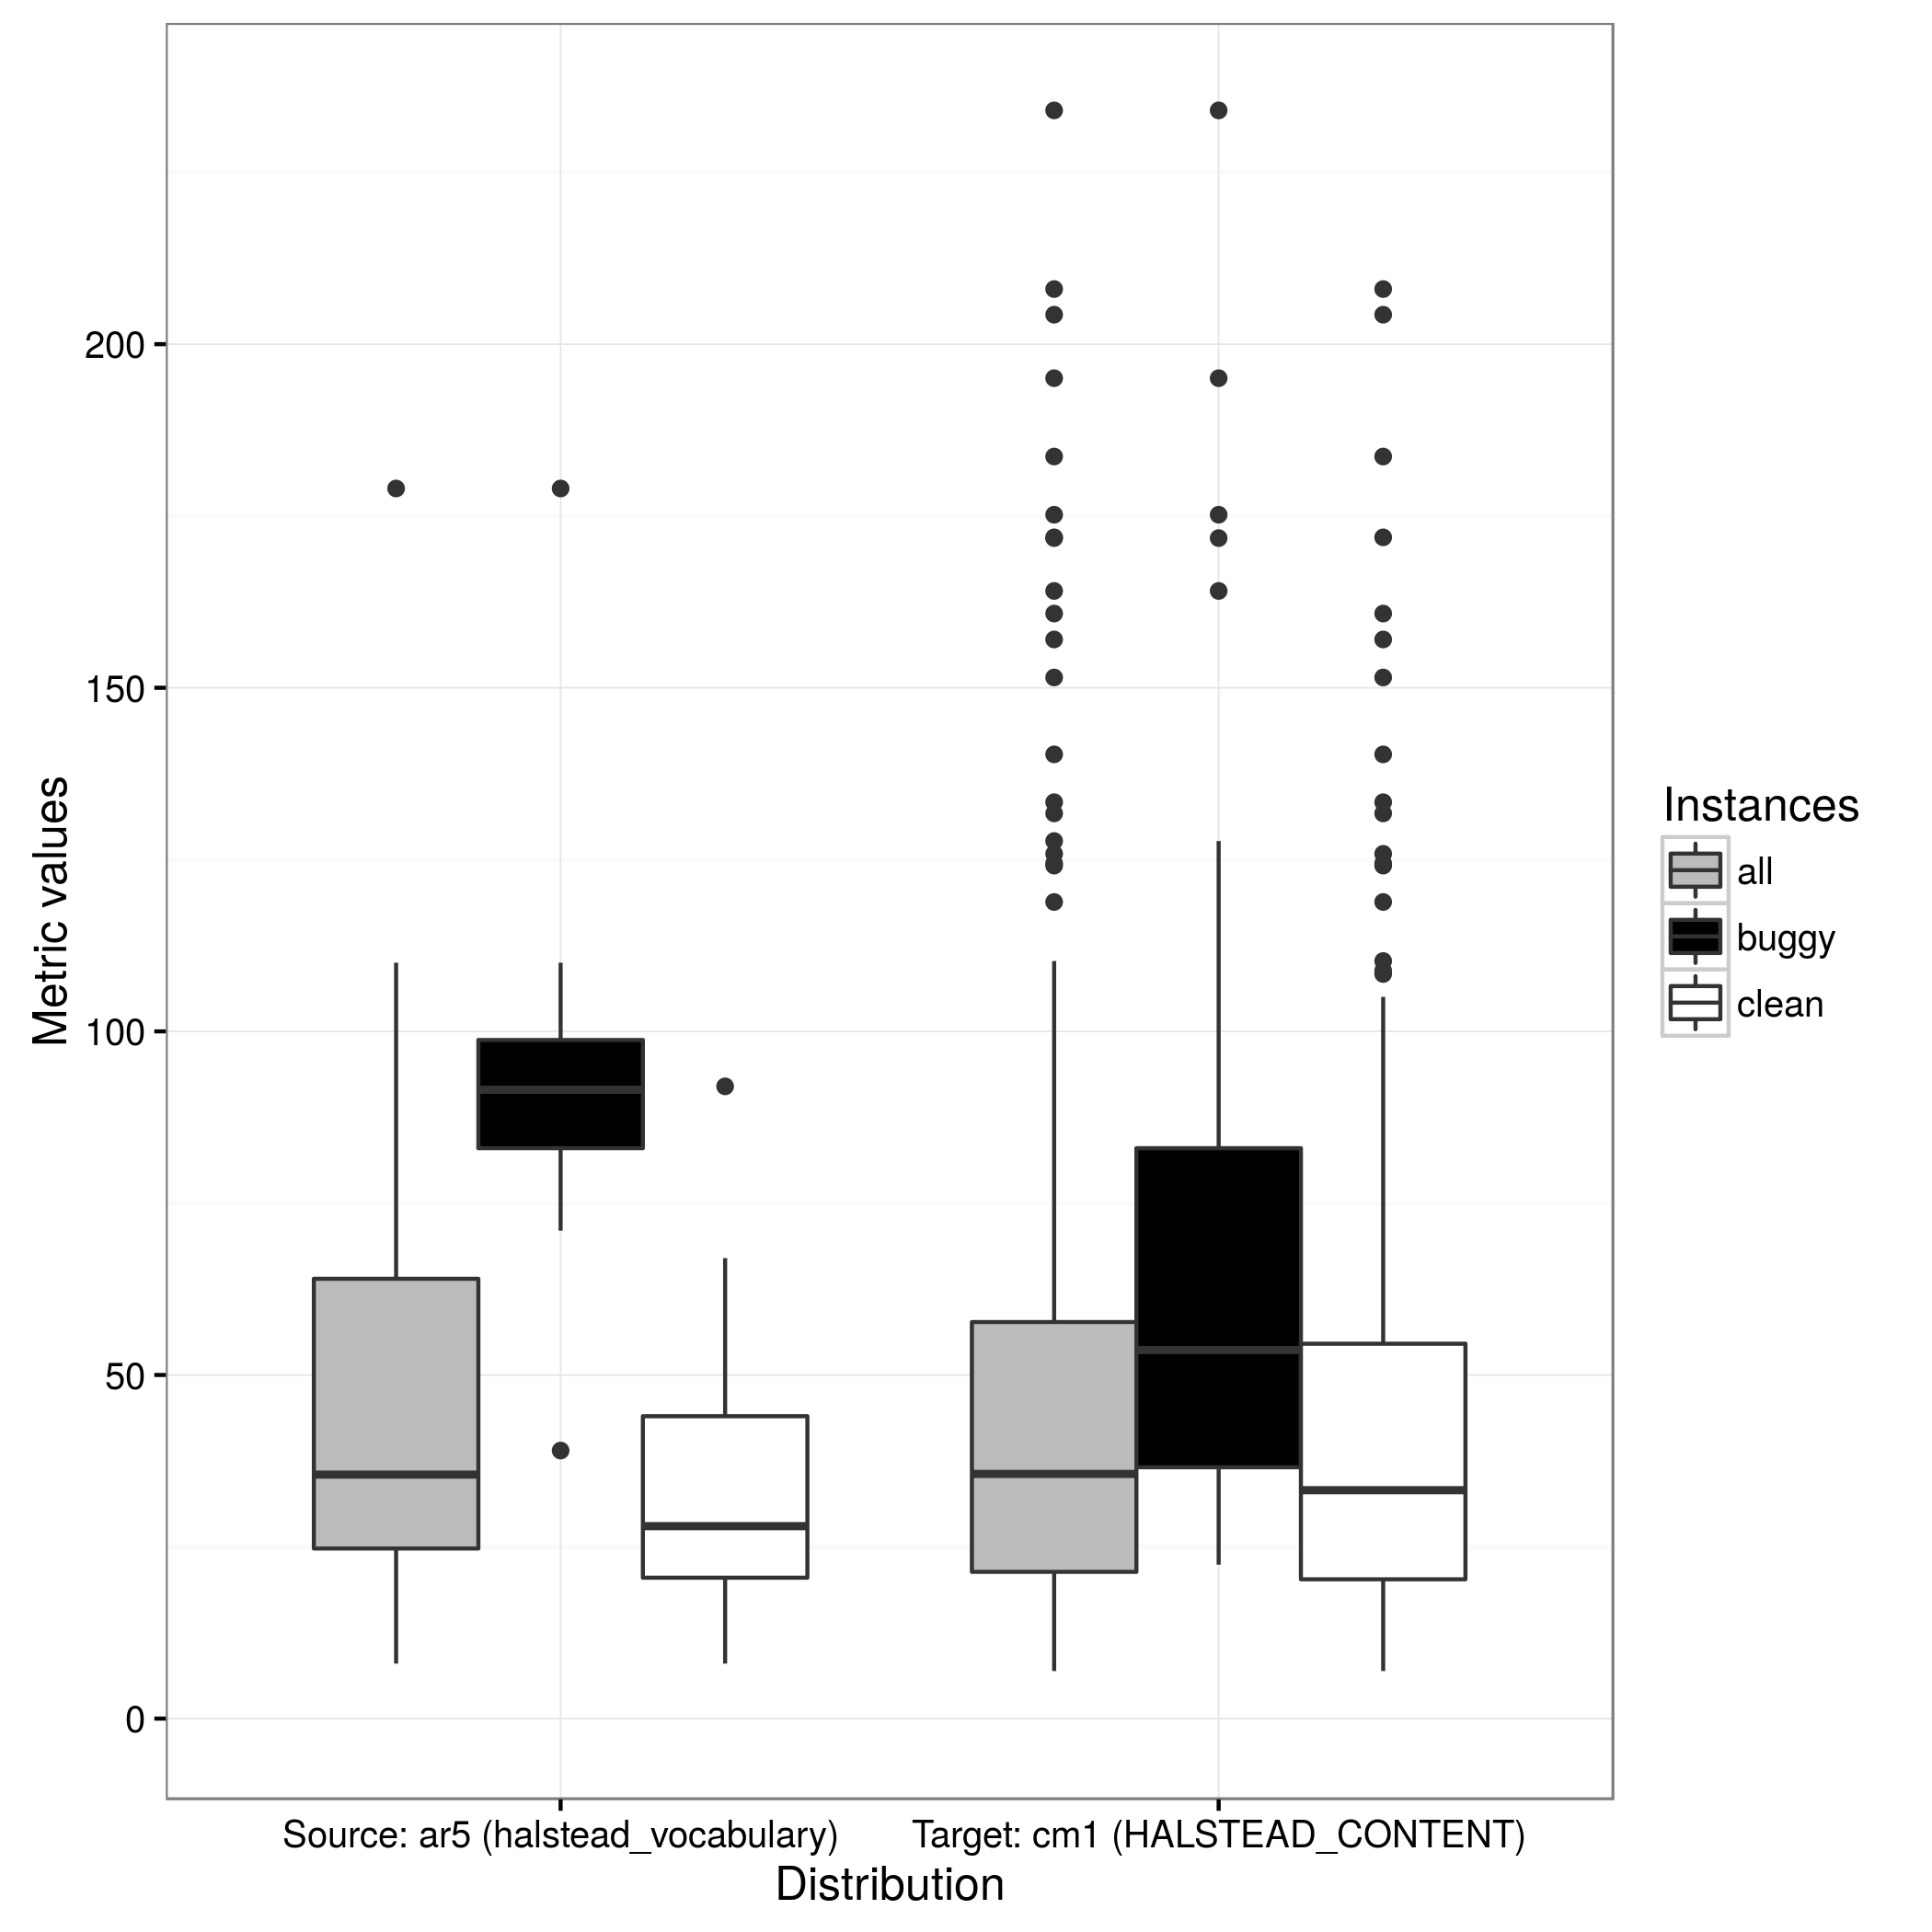 Metric values
200
150
100
50
0
Source: ar5 (halstead_vocabulary)
Target: cm1 (HALSTEAD_CONTENT)
Distribution
Instances
all
buggy
clean